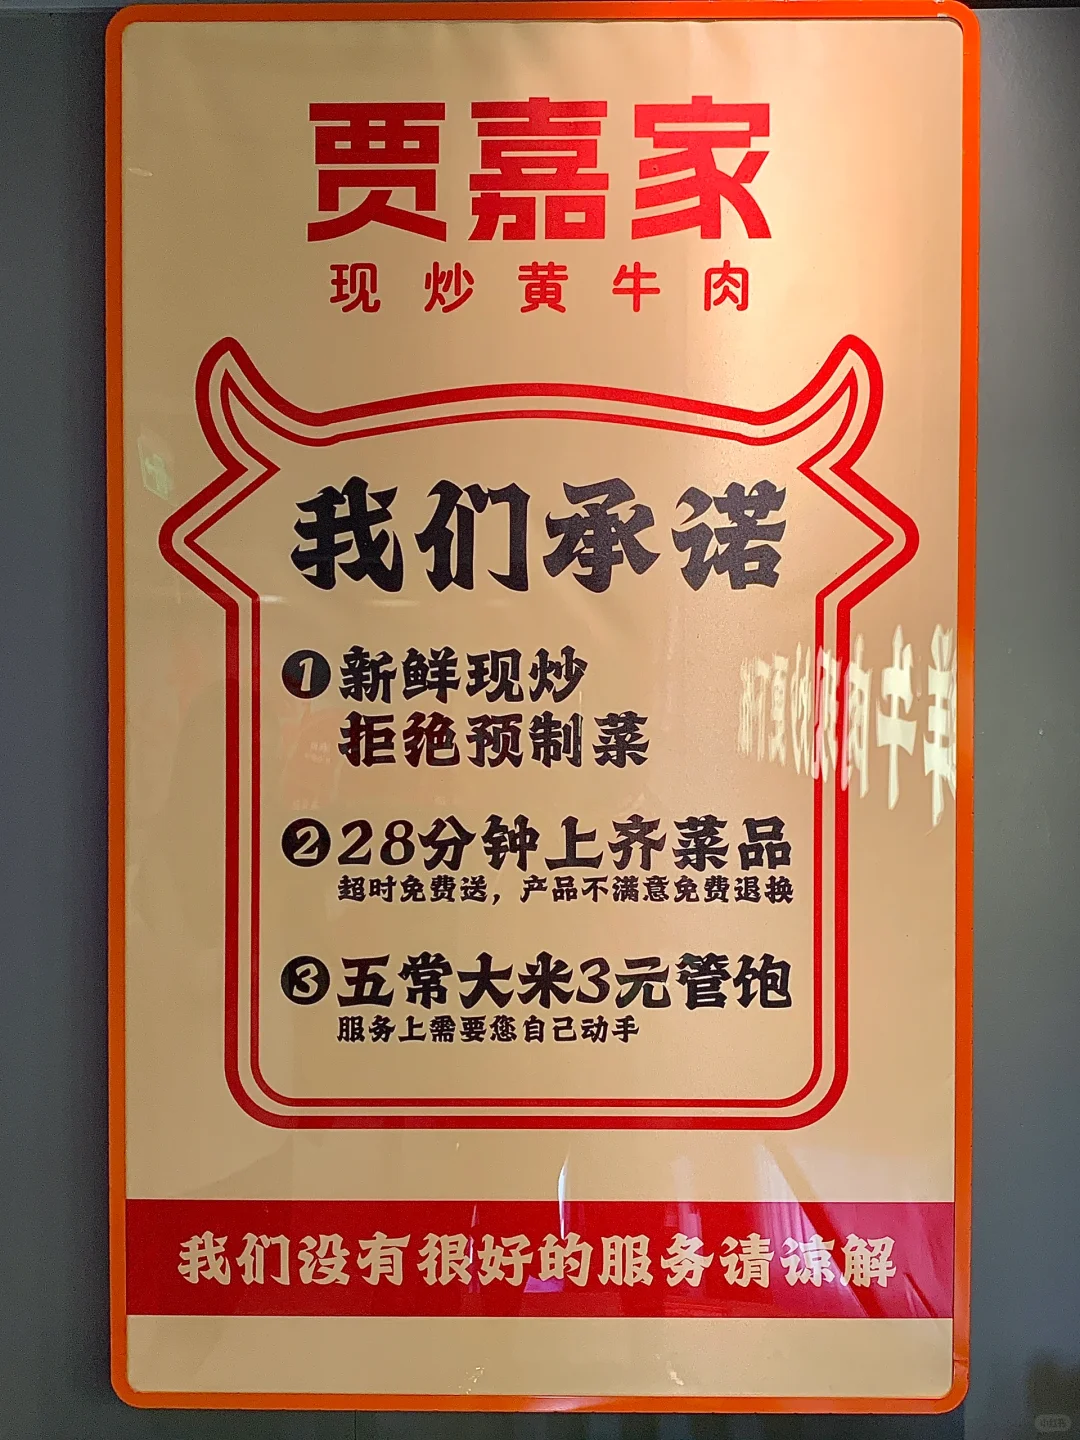 贾嘉家
现炒黄牛肉
我们承诺
1 新鲜现炒
拒绝预制菜
2 28分钟上齐菜品
超时免费送，产品不满意免费退换
3 五常大米3元管饱
服务上需要您自己动手
我们没有很好的服务请谅解
小红书